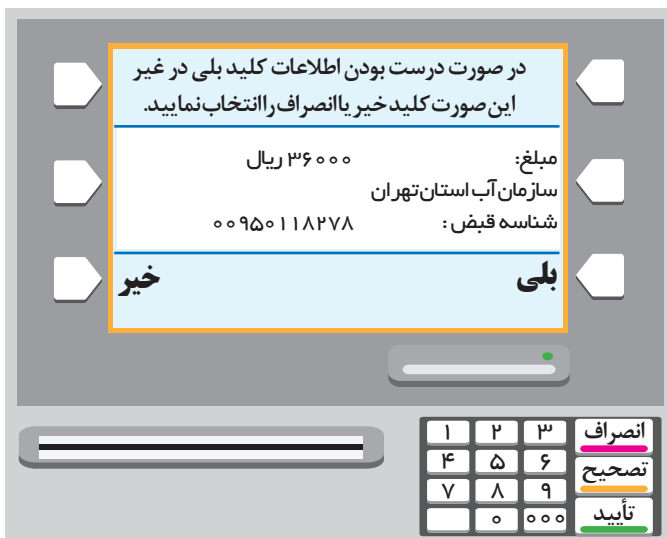 در صورت درست بودن اطلاعات کلید بلی در غیر
این صورت کلید خیر یا انصراف را انتخاب نمایید.
مبلغ: ۳۶۰۰۰ ریال
سازمان آب استان تهران
شناسه قبض : ۰۰۹۵۰۱۱۸۲۷۸
بلی خیر
۱ ۲ ۳ انصراف
۴ ۵ ۶ تصحیح
۷ ۸ ۹
۰ ۰۰۰ تأیید